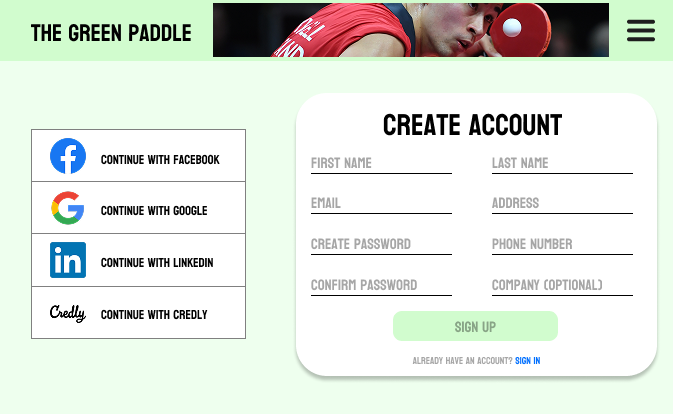 THE GREEN PADDLE
CONTINUE WITH FACEBOOK
CONTINUE WITH GOOGLE
in CONTINUE WITH LINKEDIN
Credly CONTINUE WITH CREDLY
CREATE ACCOUNT
FIRST NAME LAST NAME
EMAIL ADDRESS
CREATE PASSWORD PHONE NUMBER
CONFIRM PASSWORD COMPANY (OPTIONAL)
SIGN UP
ALREADY HAVE AN ACCOUNT? SIGN IN